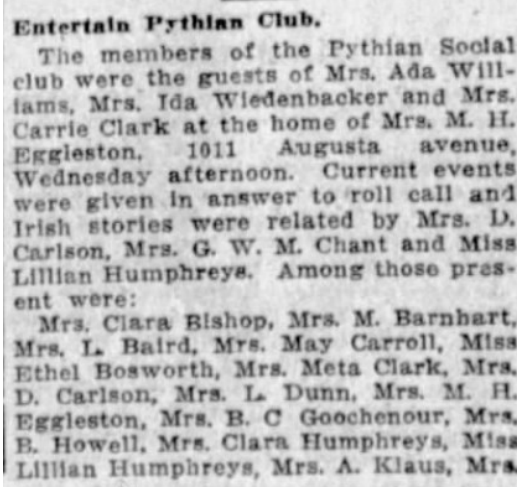 Entertain Pythian Club.
The members of the Pythian Social
club were the guests of Mrs. Ada Will-
iams, Mrs. Ida Wiedenbacker and Mrs.
Carrie Clark at the home of Mrs. M. H.
Eggleston, 1011 Augusta avenue,
Wednesday afternoon. Current events
were given in answer to roll call and
Irish stories were related by Mrs. D.
Carlson, Mrs. G. W. M. Chant and Miss
Lillian Humphreys. Among those pres-
ent were:
Mrs. Clara Bishop, Mrs. M. Barnhart,
Mrs. L. Baird, Mrs. May Carroll, Miss
Ethel Bosworth, Mrs. Meta Clark, Mrs.
D. Carlson, Mrs. L. Dunn, Mrs. M. H.
Eggleston, Mrs. B. C Goochenour, Mrs.
B. Howell, Mrs. Clara Humphreys, Miss
Lillian Humphreys, Mrs. A. Klaus, Mrs.